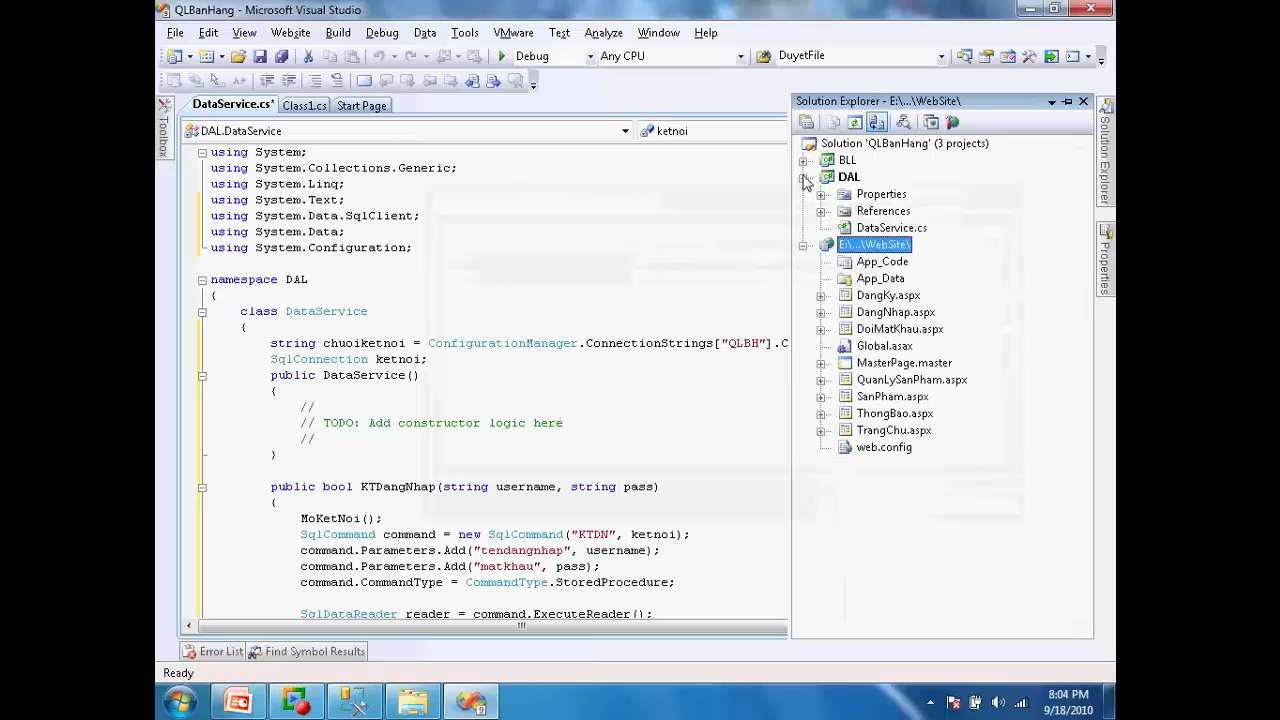 QLBanHang - Microsoft Visual Studio
File Edit View Website Build Debug Data Tools VMware Test Analyze Window Help
Debug Any CPU DuyetFile
DataService.cs* Class1.cs Start Page
Toolbox
DAL.DataService ketnoi
using System;
using System.Collections.Generic;
using System.Linq;
using System.Text;
using System.Data.SqlClient;
using System.Data;
using System.Configuration;
namespace DAL
{
class DataService
{
string chuoiketnoi = ConfigurationManager.ConnectionStrings["QLBH"].C
SqlConnection ketnoi;
public DataService()
{
//
// TODO: Add constructor logic here
//
}
public bool KTDangNhap(string username, string pass)
{
MoKetNoi();
SqlCommand command = new SqlCommand("KTDN", ketnoi);
command.Parameters.Add("tendangnhap", username);
command.Parameters.Add("matkhau", pass);
command.CommandType = CommandType.StoredProcedure;
SqlDataReader reader = command.ExecuteReader();
Solution Explorer - E:\...\WebSite\
Solution 'QLBanHang' (3 projects)
BLL
DAL
Properties
References
DataService.cs
E:\...\WebSite\
App_Code
App_Data
DangKy.aspx
DangNhap.aspx
DoiMatKhau.aspx
Global.asax
MasterPage.master
QuanLySanPham.aspx
SanPham.aspx
ThongBao.aspx
TrangChu.aspx
web.config
Solution Explorer
Properties
Error List Find Symbol Results
Ready
8:04 PM
9/18/2010